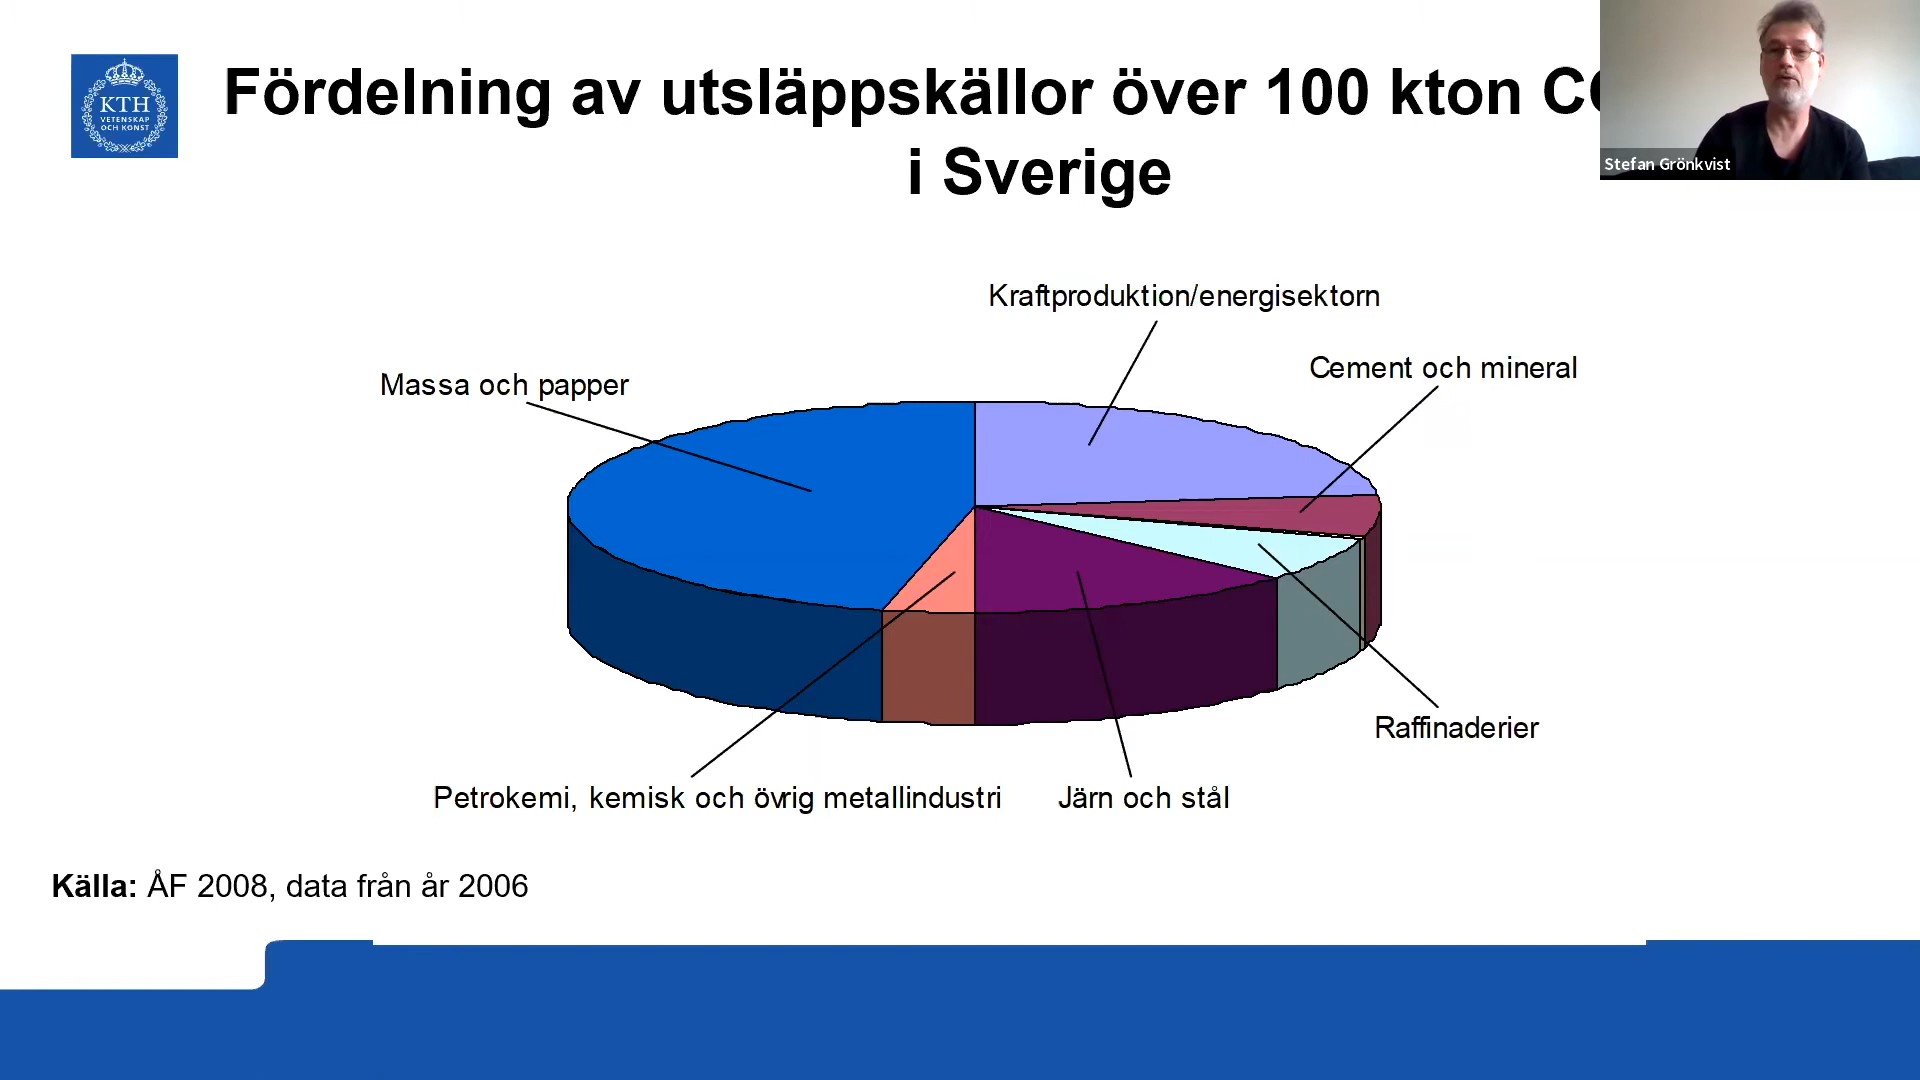 KTH
VETENSKAP
OCH KONST
Fördelning av utsläppskällor över 100 kton
i Sverige
Stefan Grönkvist
Kraftproduktion/energisektorn
Cement och mineral
Massa och papper
Raffinaderier
Petrokemi, kemisk och övrig metallindustri
Järn och stål
Källa: ÅF 2008, data från år 2006